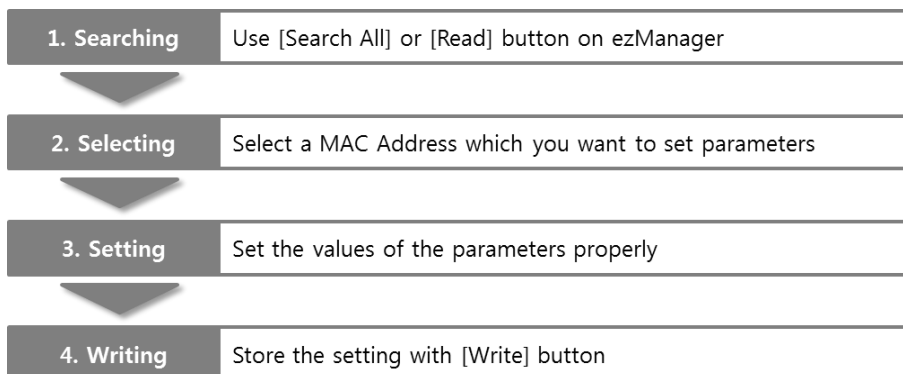 1. Searching Use [Search All] or [Read] button on ezManager
2. Selecting Select a MAC Address which you want to set parameters
3. Setting Set the values of the parameters properly
4. Writing Store the setting with [Write] button